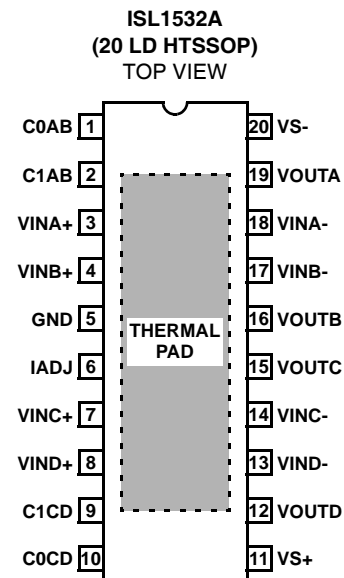 ISL1532A
(20 LD HTSSOP)
TOP VIEW
C0AB 1 20 VS-
C1AB 2 19 VOUTA
VINA+ 3 18 VINA-
VINB+ 4 17 VINB-
GND 5 16 VOUTB
THERMAL
PAD
IADJ 6 15 VOUTC
VINC+ 7 14 VINC-
VIND+ 8 13 VIND-
C1CD 9 12 VOUTD
C0CD 10 11 VS+